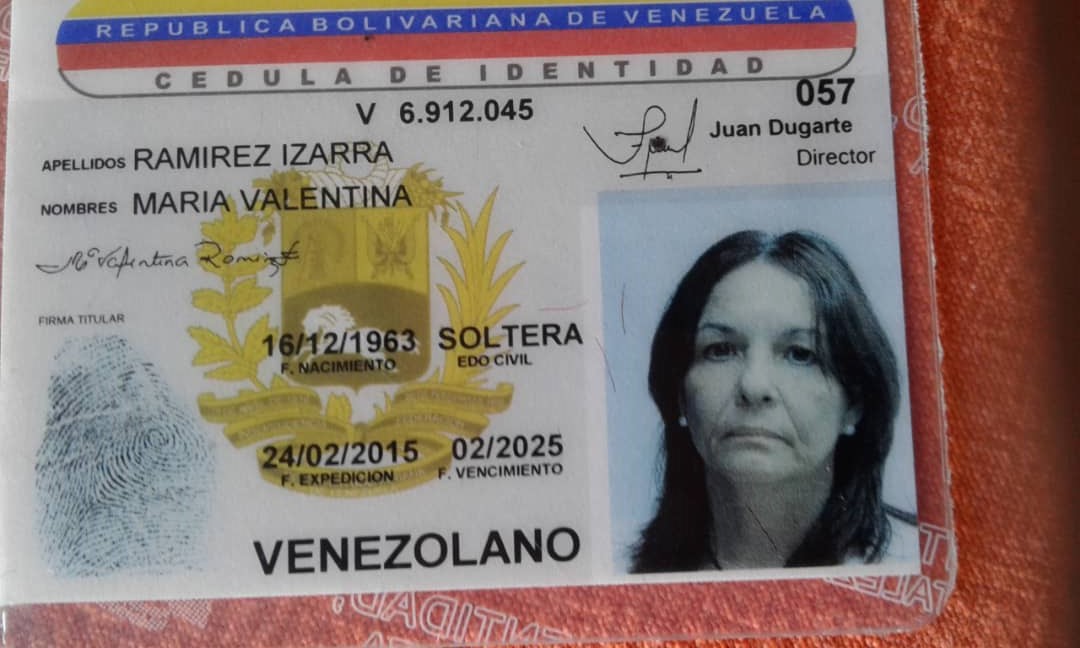 REPUBLICA BOLIVARIANA DE VENEZUELA
CEDULA DE IDENTIDAD
V 6.912.045
057
Juan Dugarte
Director
APELLIDOS RAMIREZ IZARRA
NOMBRES MARIA VALENTINA
Mª Valentina Ramirez
FIRMA TITULAR
16/12/1963 SOLTERA
F. NACIMIENTO EDO CIVIL
24/02/2015 02/2025
F. EXPEDICION F. VENCIMIENTO
VENEZOLANO